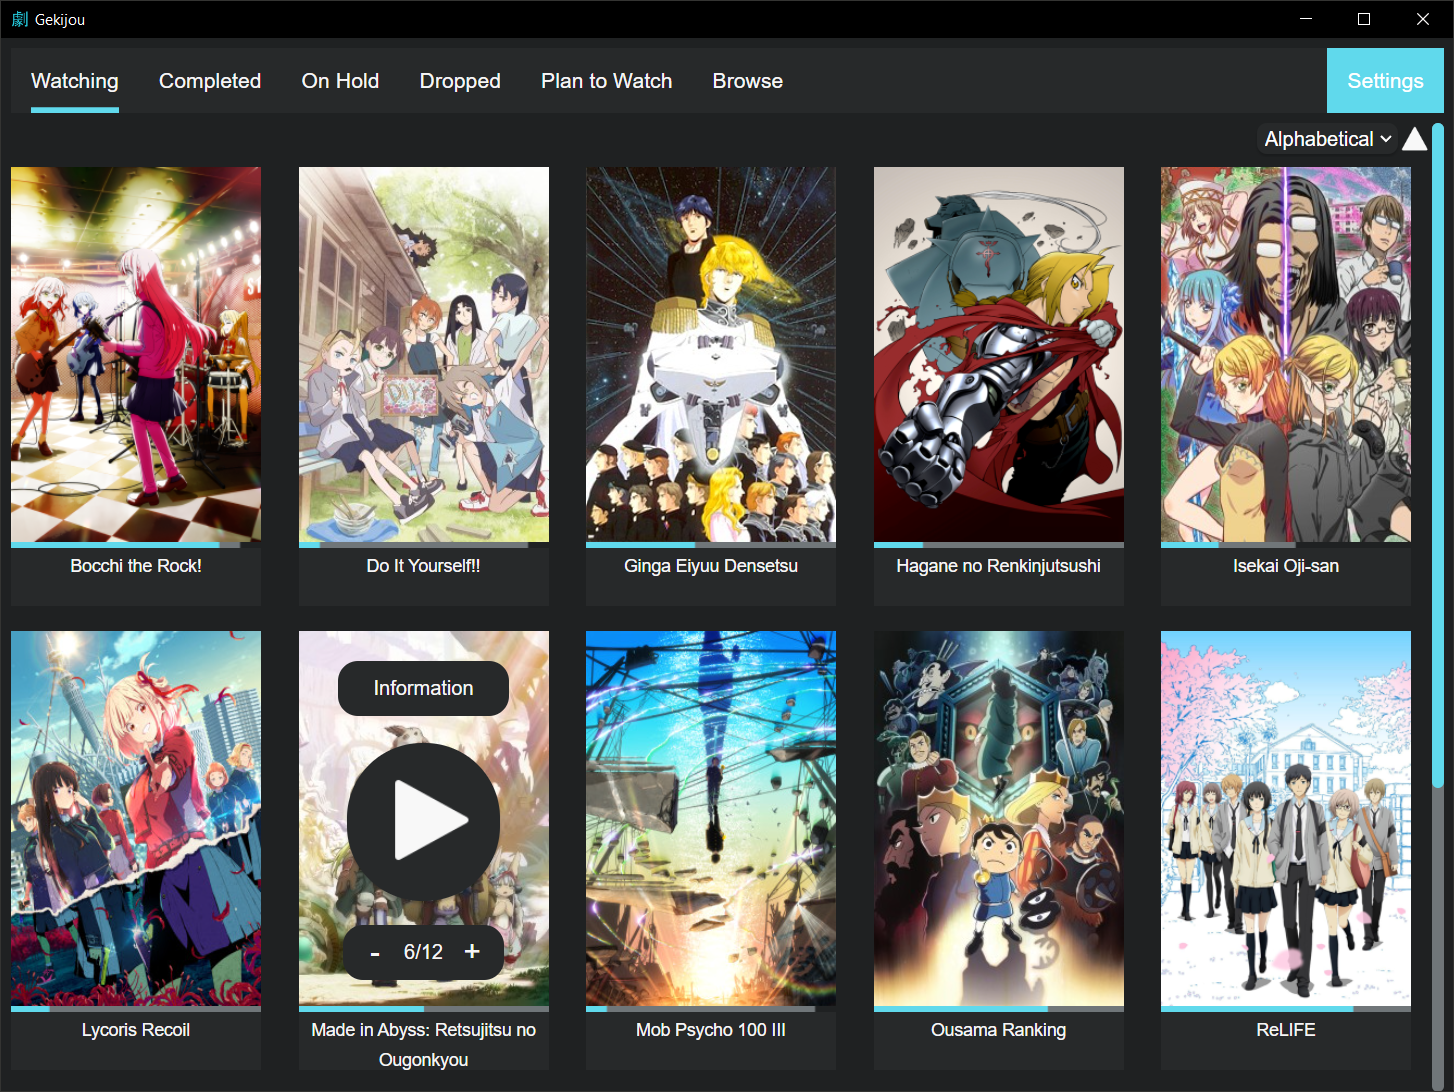 劇 Gekijou
Watching Completed On Hold Dropped Plan to Watch Browse Settings
Alphabetical
Bocchi the Rock! Do It Yourself!! Ginga Eiyuu Densetsu Hagane no Renkinjutsushi Isekai Oji-san
Information
- 6/12 +
Lycoris Recoil Made in Abyss: Retsujitsu no Mob Psycho 100 III Ousama Ranking ReLIFE
Ougonkyou